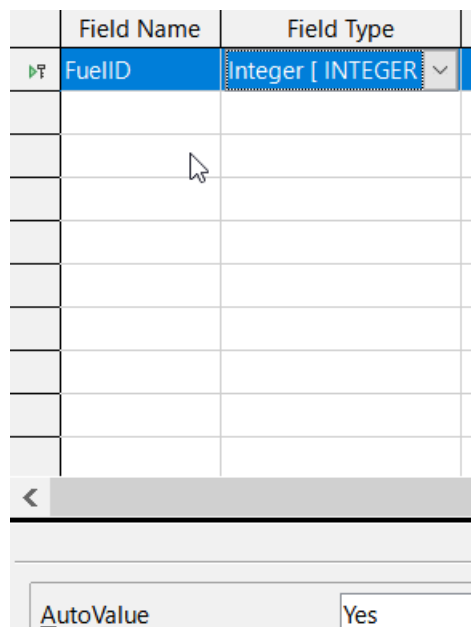 Field Name Field Type
FuelID Integer [ INTEGER
AutoValue Yes